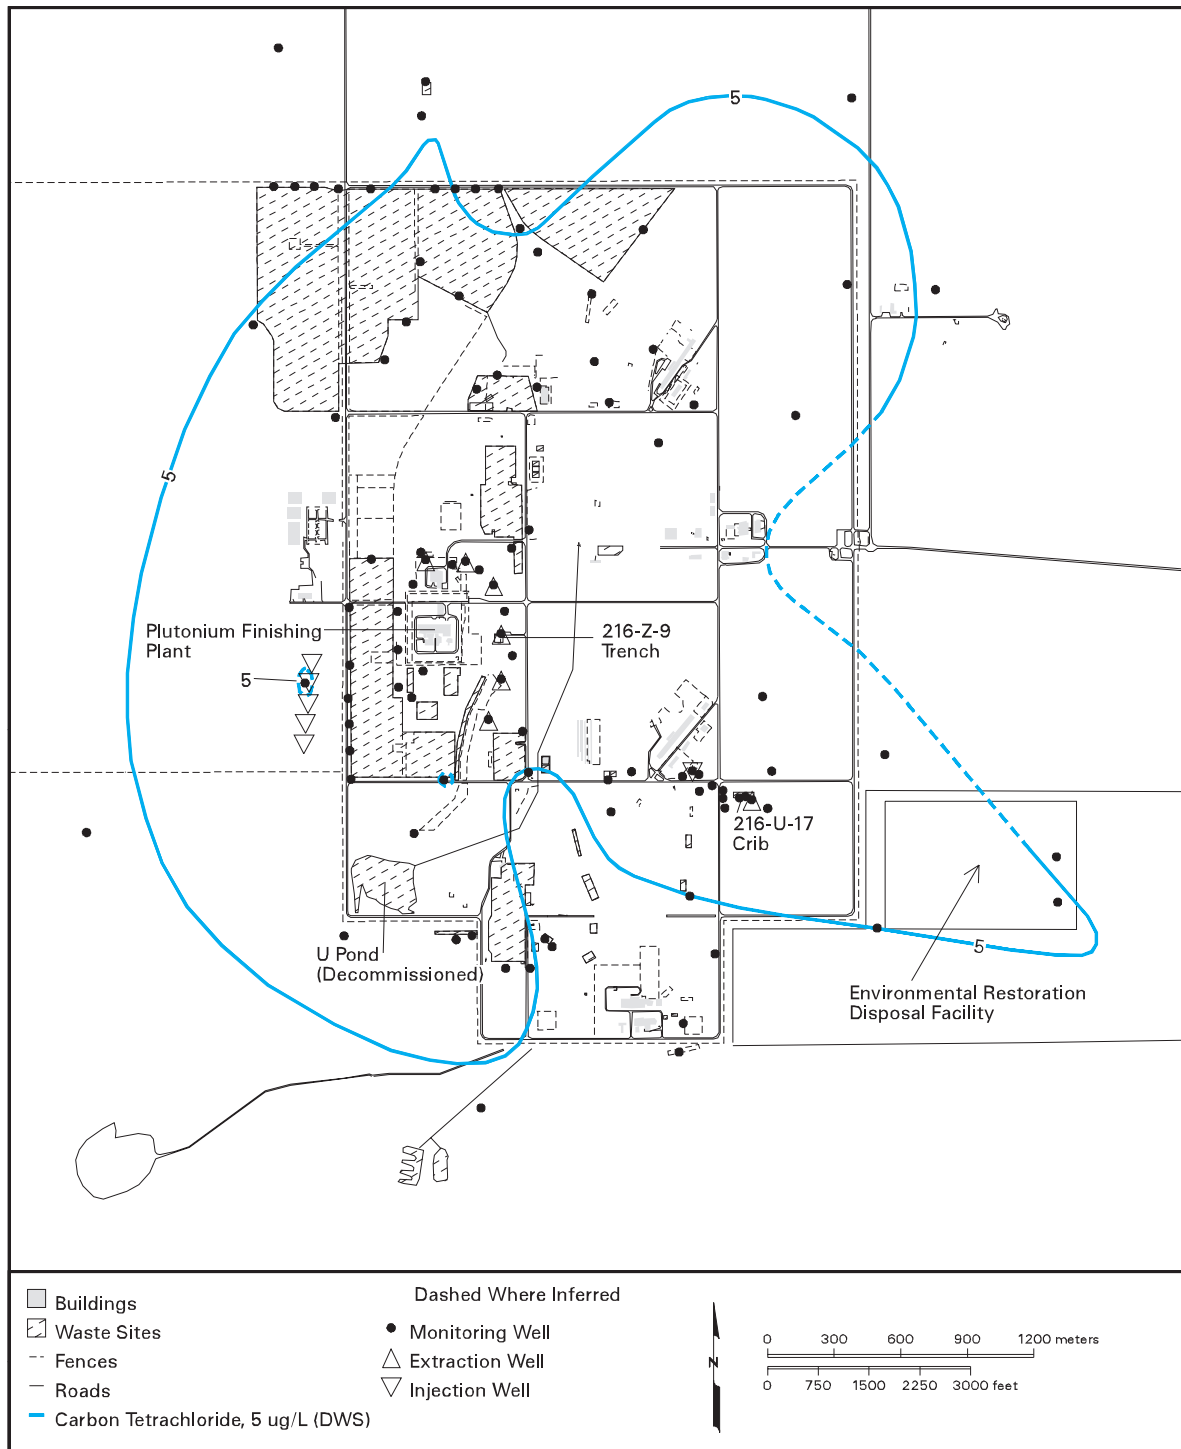 5
5
Plutonium Finishing
Plant
216-Z-9
Trench
5
216-U-17
Crib
U Pond
(Decommissioned)
5
Environmental Restoration
Disposal Facility
Dashed Where Inferred
Buildings
Waste Sites
Fences
Roads
Carbon Tetrachloride, 5 ug/L (DWS)
Monitoring Well
Extraction Well
Injection Well
N
0 300 600 900 1200 meters
0 750 1500 2250 3000 feet